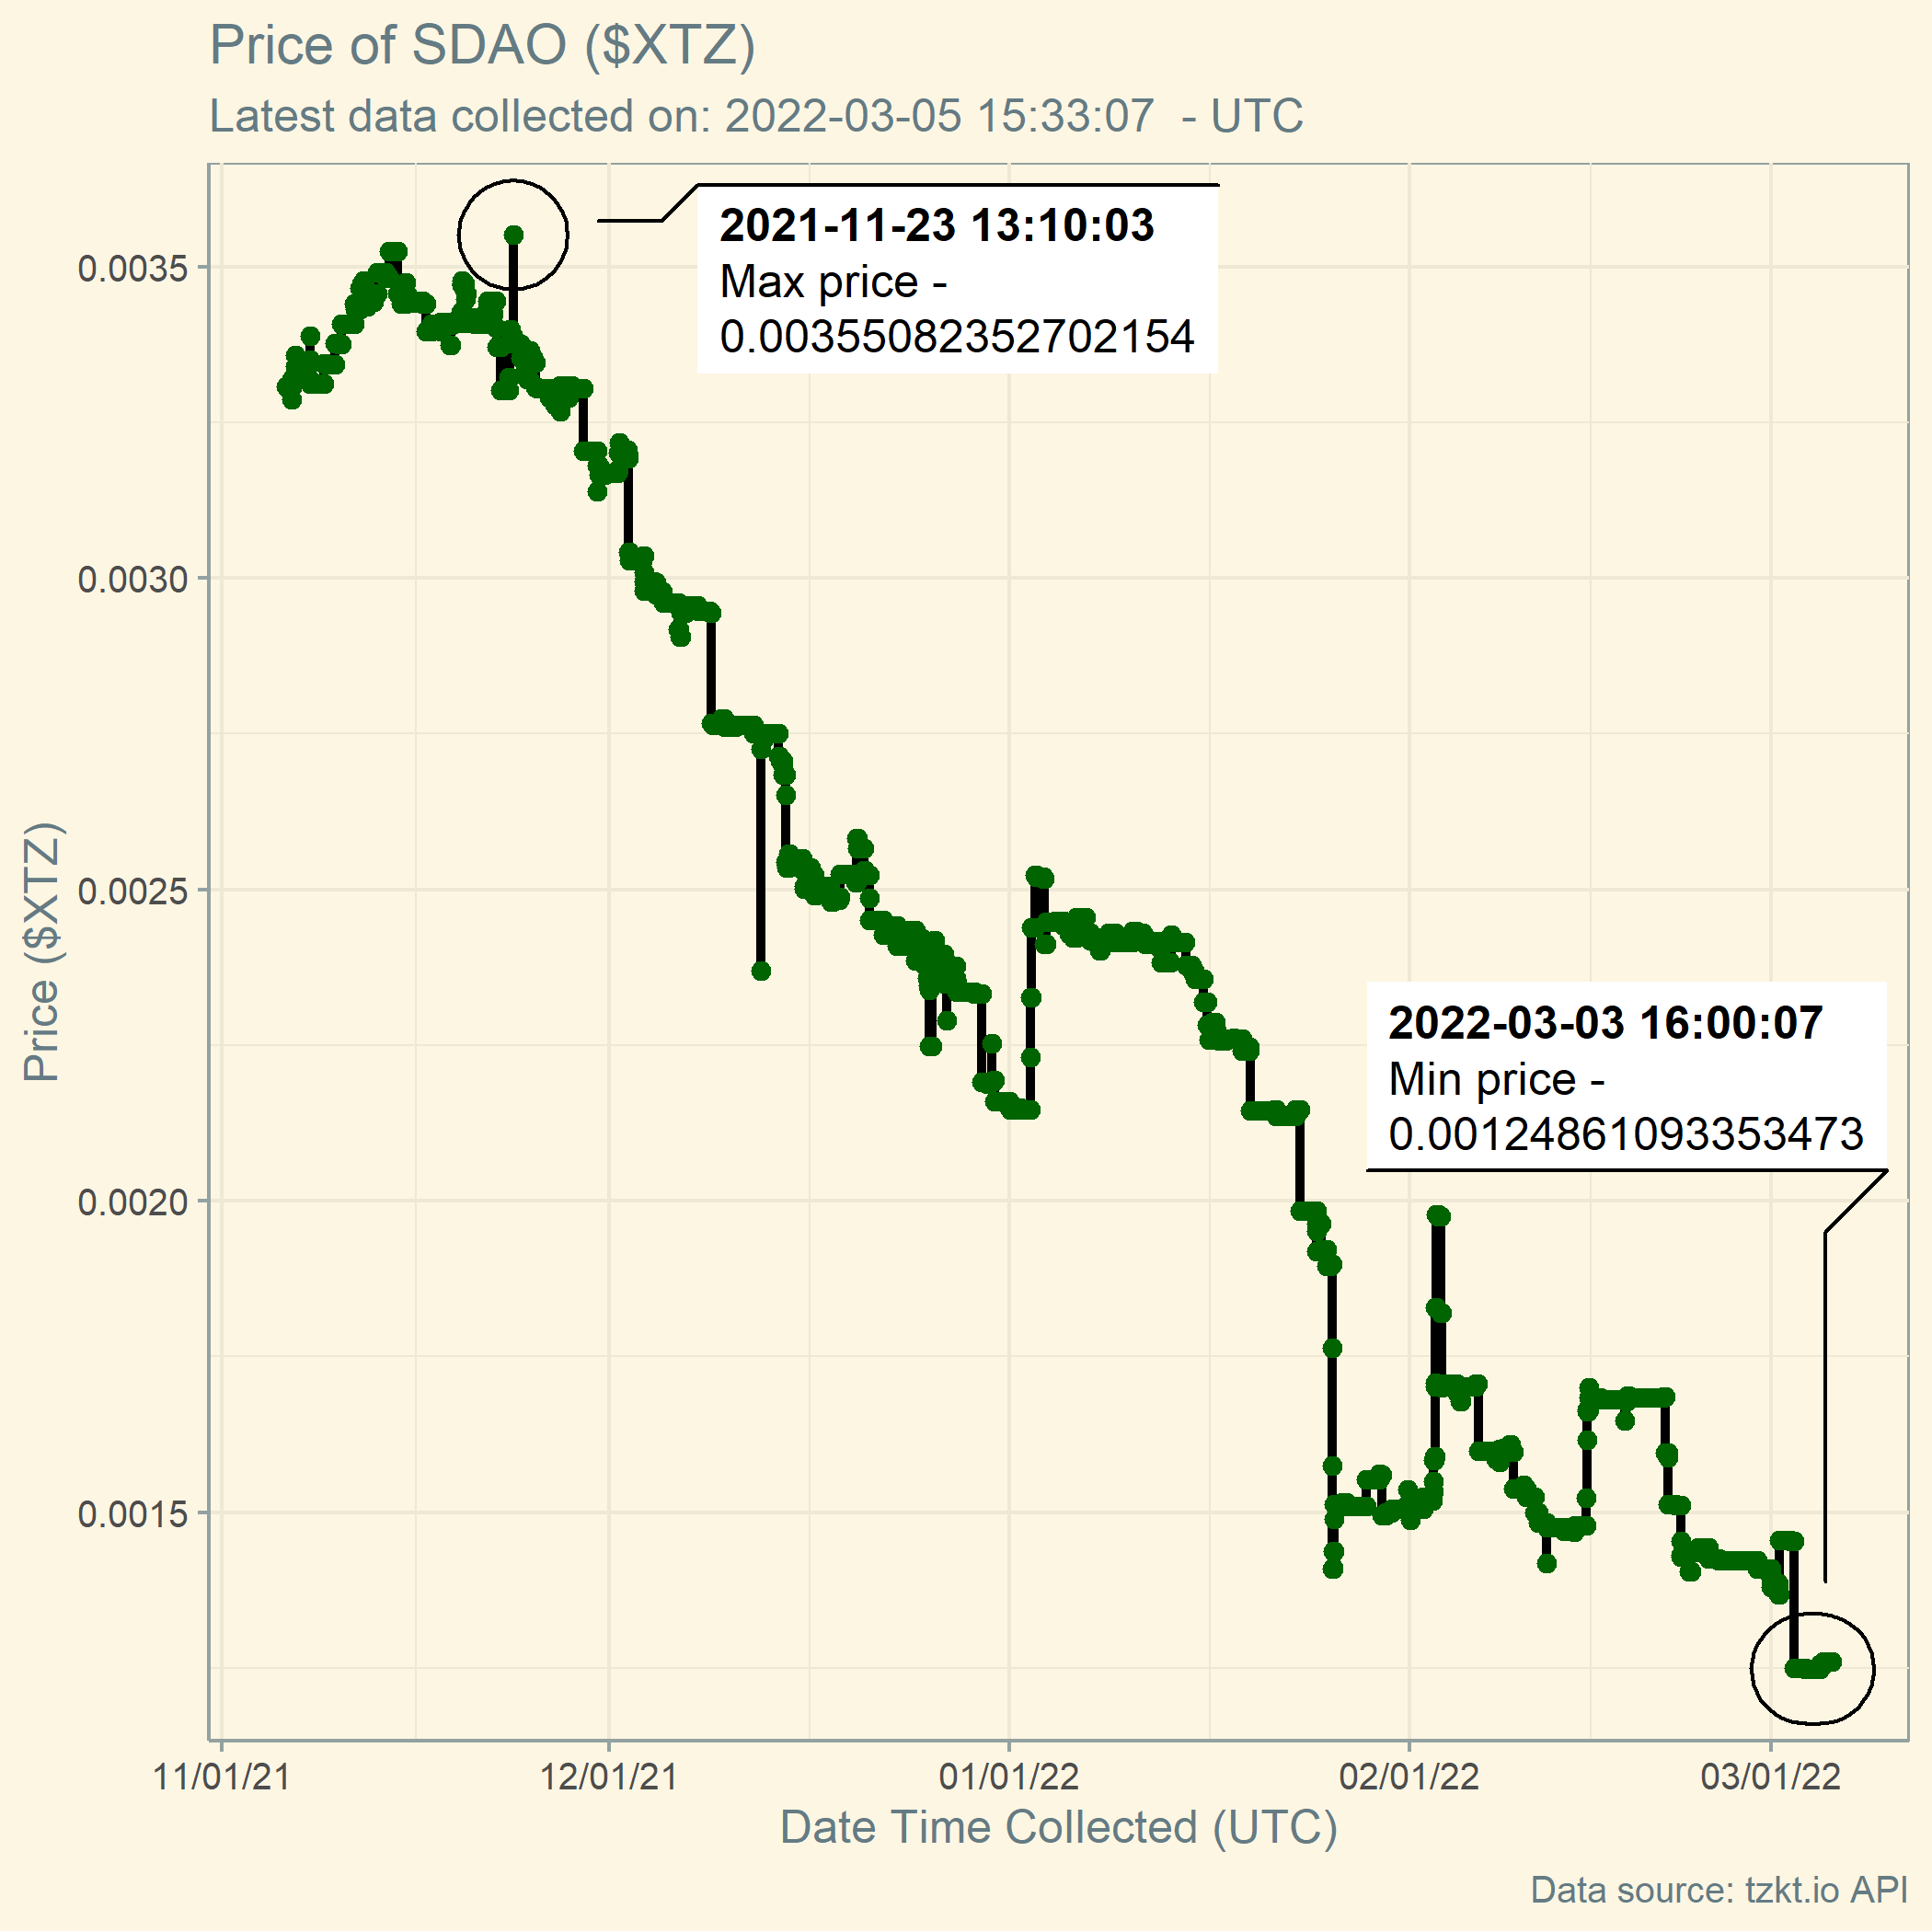 Price of SDAO ($XTZ)
Latest data collected on: 2022-03-05 15:33:07  - UTC
2021-11-23 13:10:03
Max price -
0.00355082352702154
0.0035
0.0030
0.0025
0.0020
0.0015
Price ($XTZ)
2022-03-03 16:00:07
Min price -
0.00124861093353473
11/01/21
12/01/21
01/01/22
02/01/22
03/01/22
Date Time Collected (UTC)
Data source: tzkt.io API